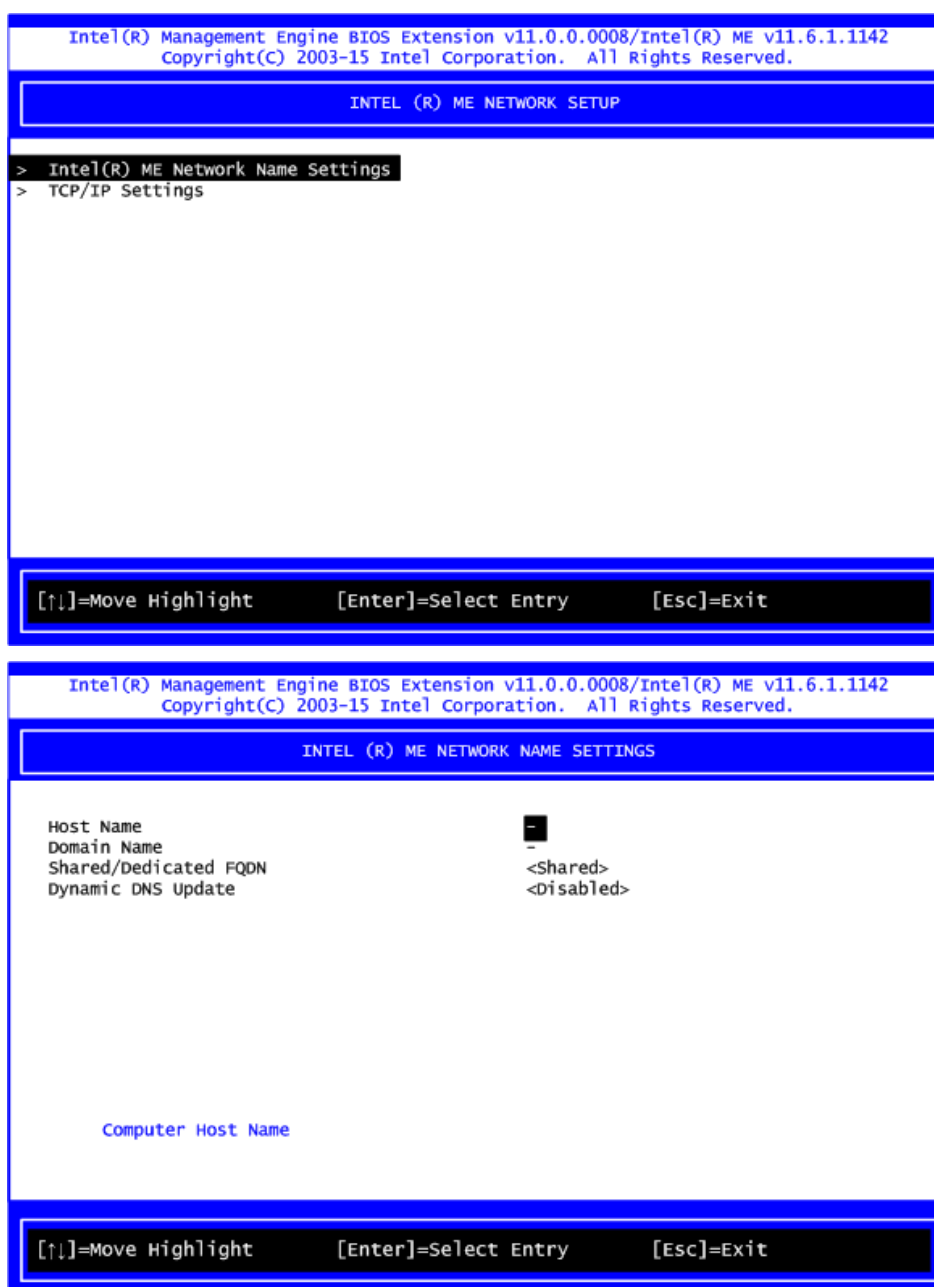 Intel(R) Management Engine BIOS Extension v11.0.0.0008/Intel(R) ME v11.6.1.1142
Copyright(C) 2003-15 Intel Corporation. All Rights Reserved.
INTEL (R) ME NETWORK SETUP
> Intel(R) ME Network Name Settings
> TCP/IP Settings
[↑↓]=Move Highlight [Enter]=Select Entry [Esc]=Exit
Intel(R) Management Engine BIOS Extension v11.0.0.0008/Intel(R) ME v11.6.1.1142
Copyright(C) 2003-15 Intel Corporation. All Rights Reserved.
INTEL (R) ME NETWORK NAME SETTINGS
Host Name -
Domain Name -
Shared/Dedicated FQDN <Shared>
Dynamic DNS Update <Disabled>
Computer Host Name
[↑↓]=Move Highlight [Enter]=Select Entry [Esc]=Exit